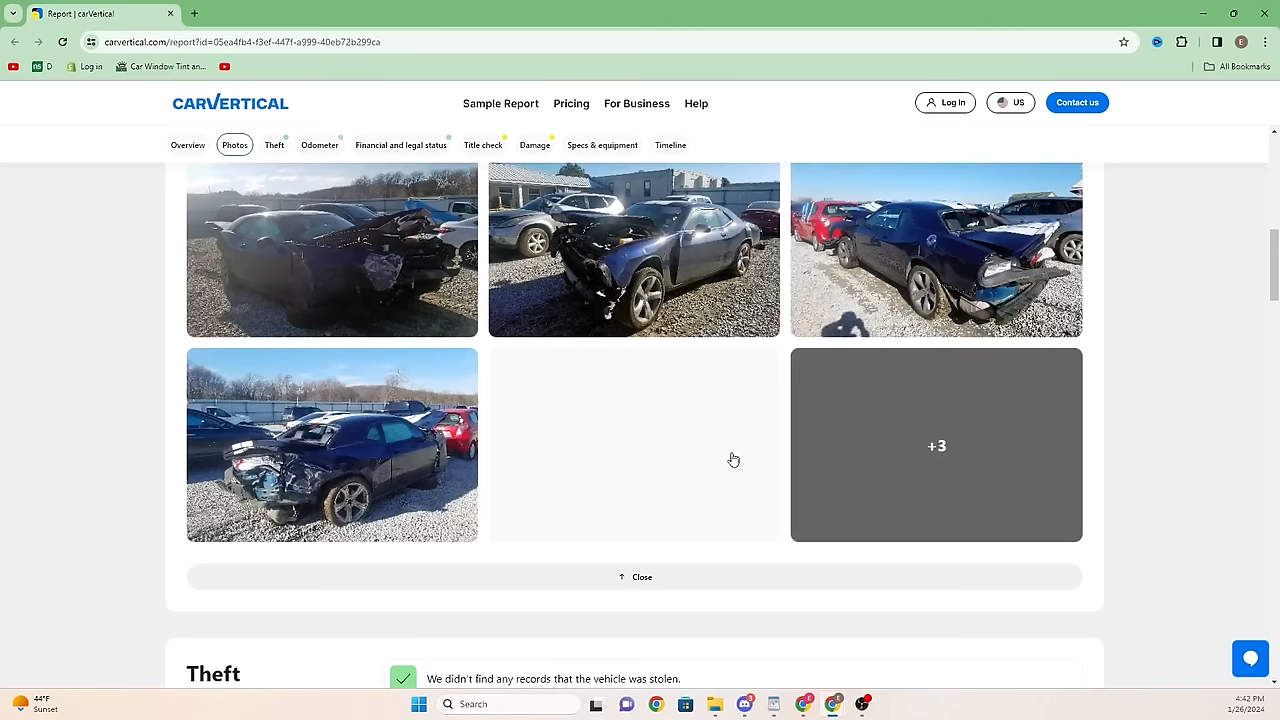 Report | carVertical
carvertical.com/report?id=05ea4fb4-f3ef-447f-a999-40eb72b299ca
D
Log in
Car Window Tint an...
All Bookmarks
CARVERTICAL
Sample Report
Pricing
For Business
Help
Log In
US
Contact us
Overview
Photos
Theft
Odometer
Financial and legal status
Title check
Damage
Specs & equipment
Timeline
+3
Close
Theft
We didn't find any records that the vehicle was stolen.
44°F
Sunset
Search
4:42 PM
1/26/2024